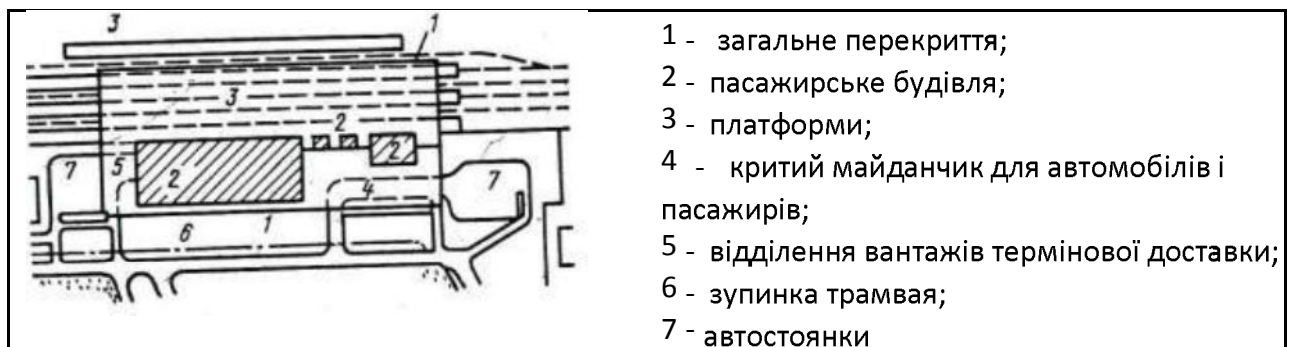 3
1
3
2
7
5
2
2
4
7
6
1
1 - загальне перекриття;
2 - пасажирське будівля;
3 - платформи;
4 - критий майданчик для автомобілів і
пасажирів;
5 - відділення вантажів термінової доставки;
6 - зупинка трамвая;
7 - автостоянки